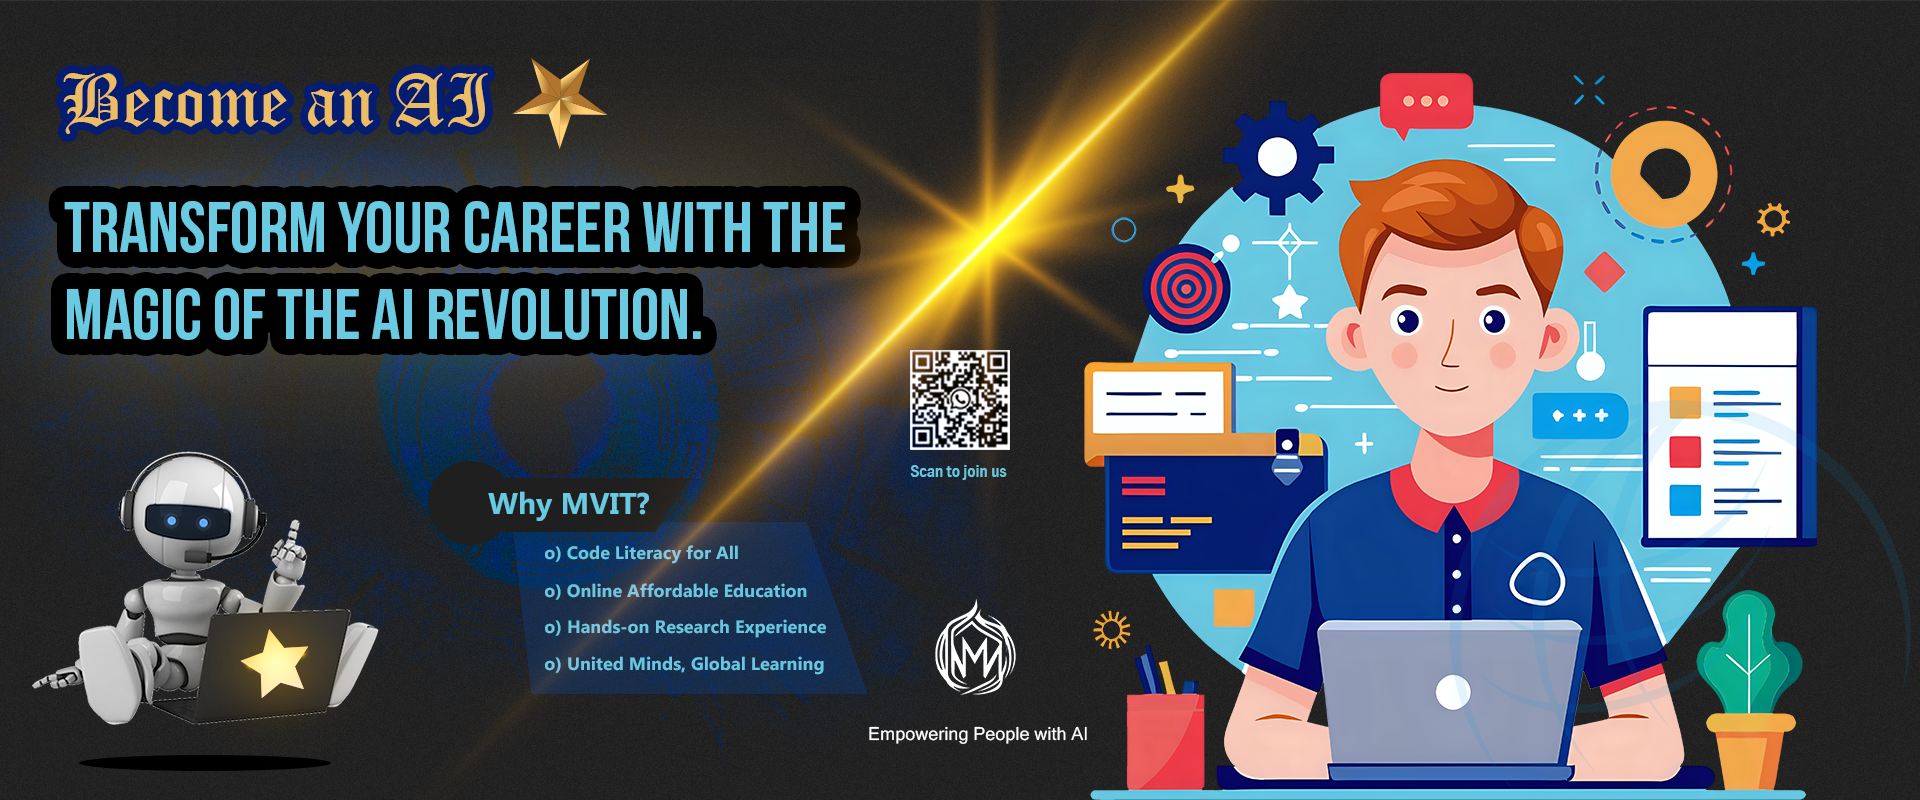 Become an AI
TRANSFORM YOUR CAREER WITH THE
MAGIC OF THE AI REVOLUTION.
Scan to join us
Why MVIT?
o) Code Literacy for All
o) Online Affordable Education
o) Hands-on Research Experience
o) United Minds, Global Learning
Empowering People with AI